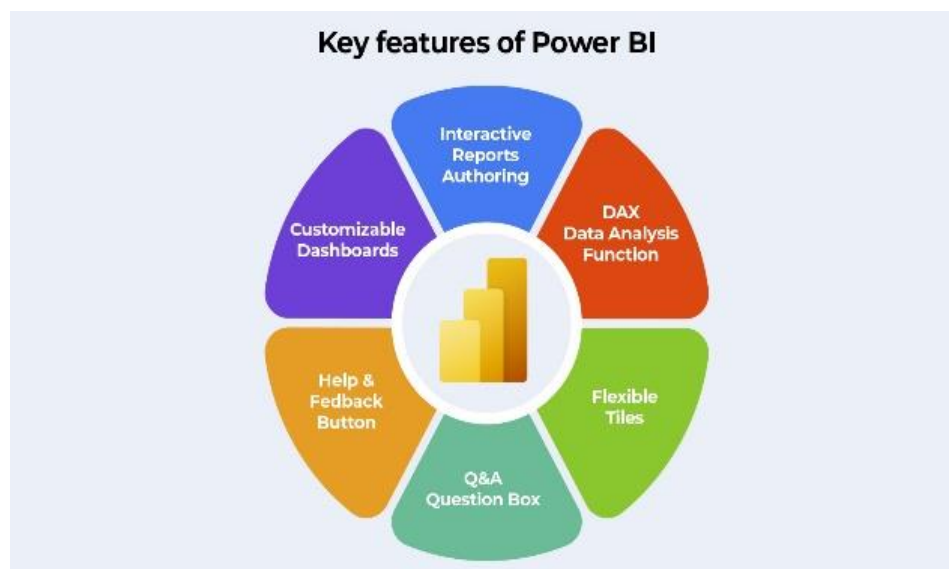 Key features of Power BI
Interactive
Reports
Authoring
DAX
Data Analysis
Function
Flexible
Tiles
Q&A
Question Box
Help &
Fedback
Button
Customizable
Dashboards